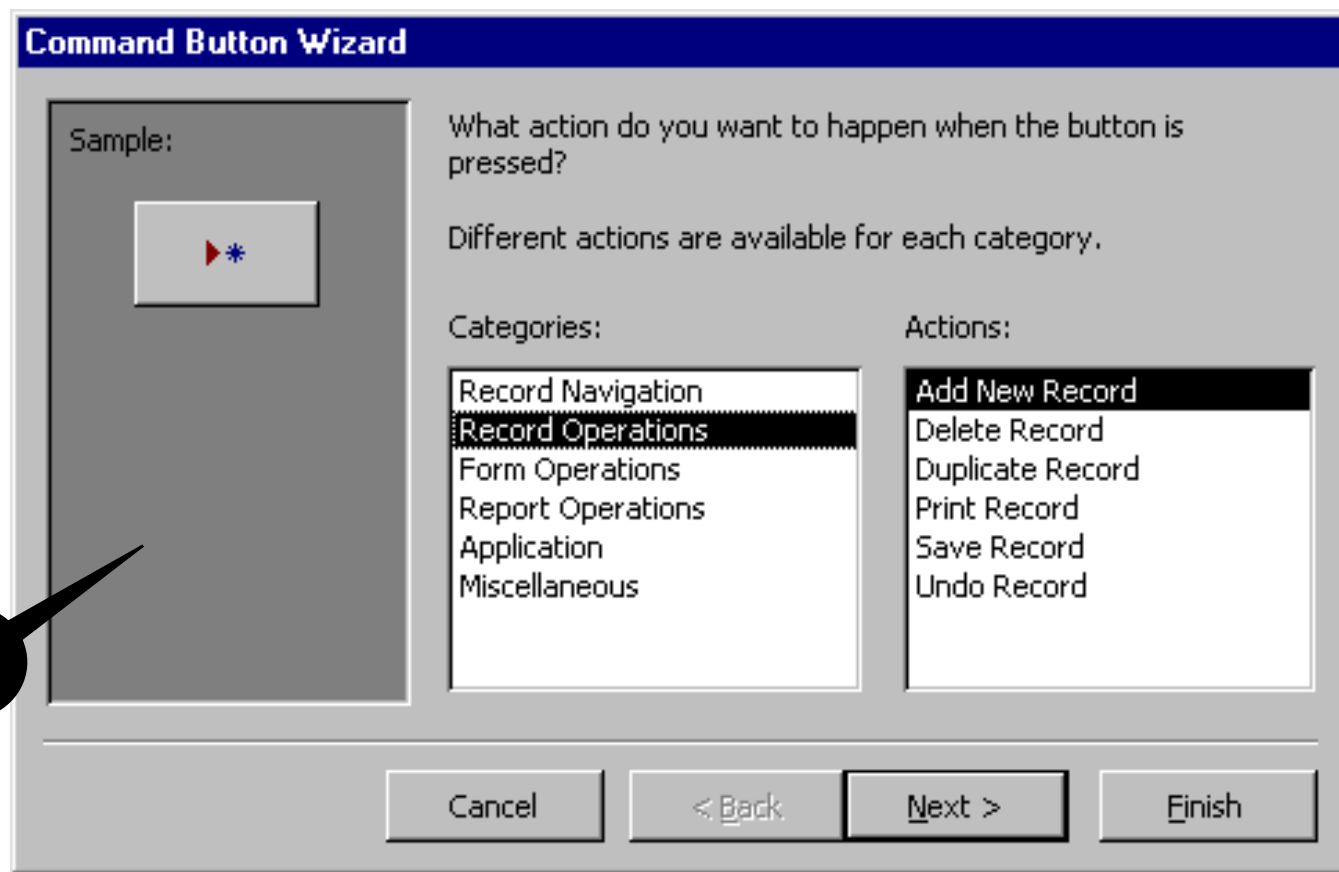 Command Button Wizard
Sample:
What action do you want to happen when the button is
pressed?
Different actions are available for each category.
Categories:
Record Navigation
Record Operations
Form Operations
Report Operations
Application
Miscellaneous
Actions:
Add New Record
Delete Record
Duplicate Record
Print Record
Save Record
Undo Record
Cancel
< Back
Next >
Finish